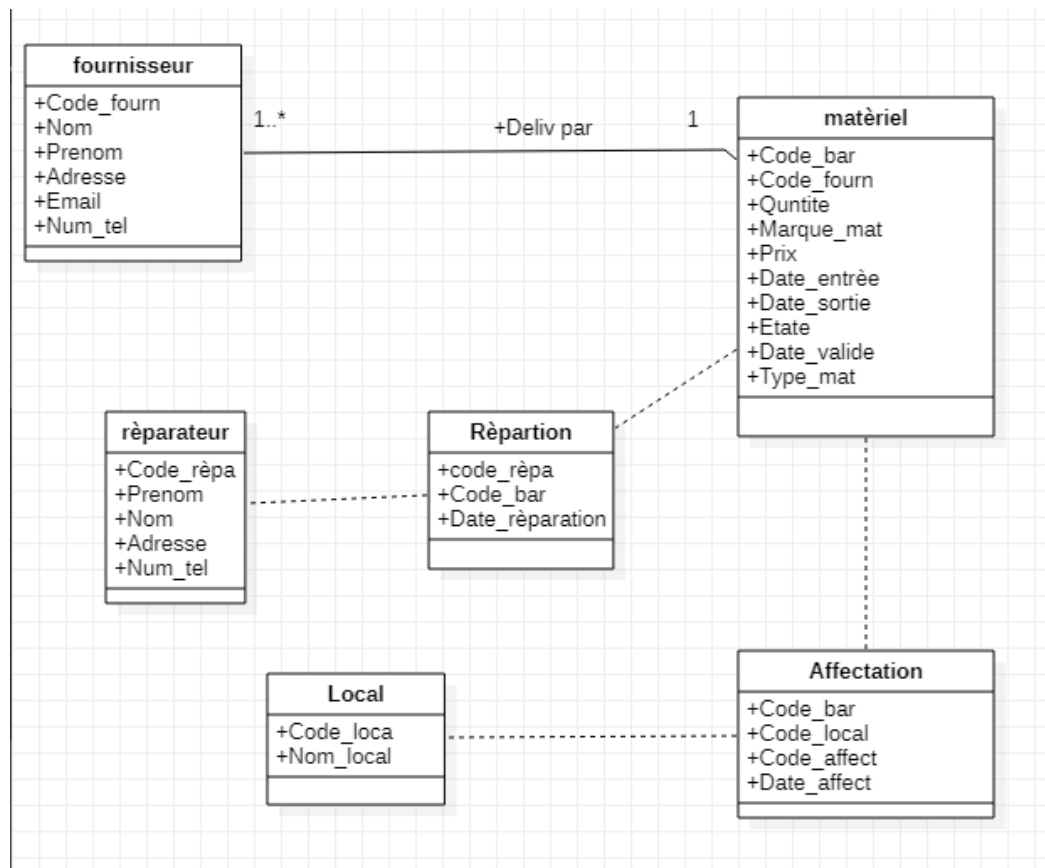 fournisseur
+Code_fourn
+Nom
+Prenom
+Adresse
+Email
+Num_tel
1..*
+Deliv par
1
matèriel
+Code_bar
+Code_fourn
+Quntite
+Marque_mat
+Prix
+Date_entrèe
+Date_sortie
+Etate
+Date_valide
+Type_mat
rèparateur
+Code_rèpa
+Prenom
+Nom
+Adresse
+Num_tel
Rèpartion
+code_rèpa
+Code_bar
+Date_rèparation
Local
+Code_loca
+Nom_local
Affectation
+Code_bar
+Code_local
+Code_affect
+Date_affect